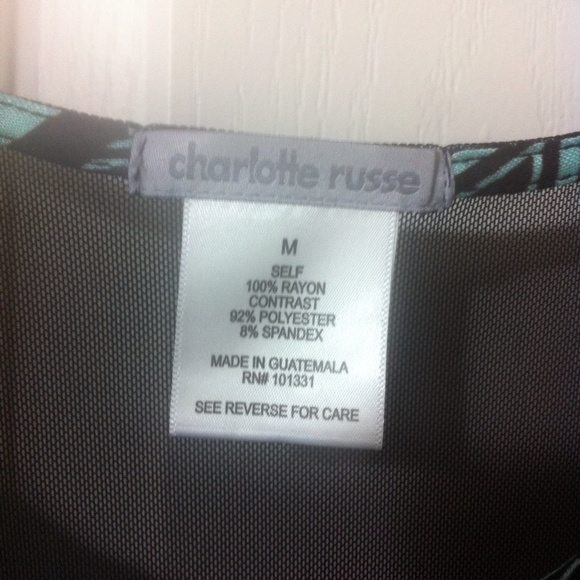 charlotte russe
M
SELF
100% RAYON
CONTRAST
92% POLYESTER
8% SPANDEX
MADE IN GUATEMALA
RN# 101331
SEE REVERSE FOR CARE